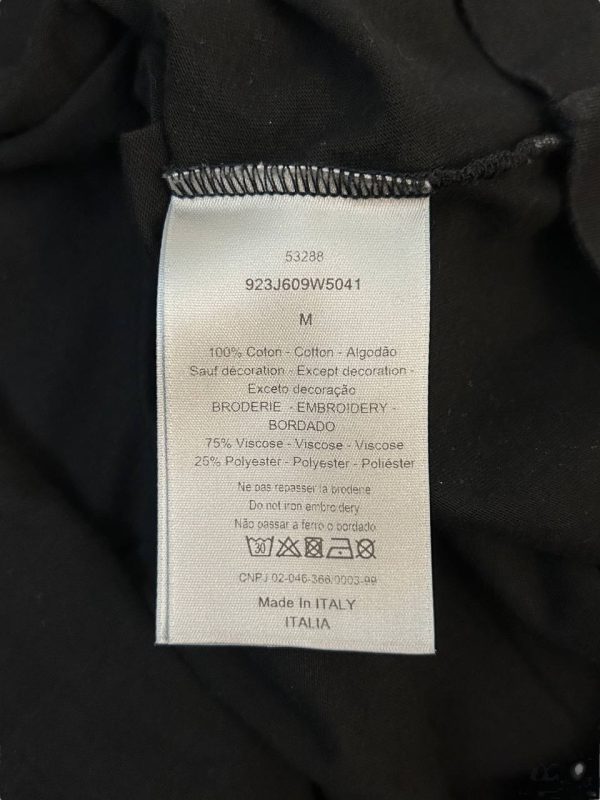 53288
923J609W5041
M
100% Coton - Cotton - Algodão
Sauf décoration - Except decoration -
Exceto decoração
BRODERIE - EMBROIDERY -
BORDADO
75% Viscose - Viscose - Viscose
25% Polyester - Polyester - Poliéster
Ne pas repasser la broderie
Do not iron embroidery
Não passar a ferro o bordado
30
CNPJ 02-046-366/0003-99
Made In ITALY
ITALIA